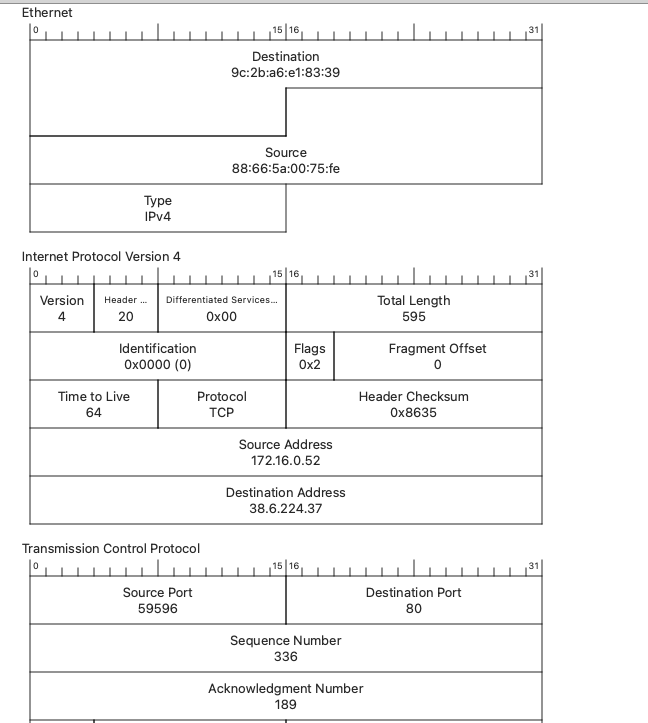 Ethernet
0 15 16 31
Destination
9c:2b:a6:e1:83:39
Source
88:66:5a:00:75:fe
Type
IPv4
Internet Protocol Version 4
0 15 16 31
Version Header ... Differentiated Services... Total Length
4 20 0x00 595
Identification Flags Fragment Offset
0x0000 (0) 0x2 0
Time to Live Protocol Header Checksum
64 TCP 0x8635
Source Address
172.16.0.52
Destination Address
38.6.224.37
Transmission Control Protocol
0 15 16 31
Source Port Destination Port
59596 80
Sequence Number
336
Acknowledgment Number
189